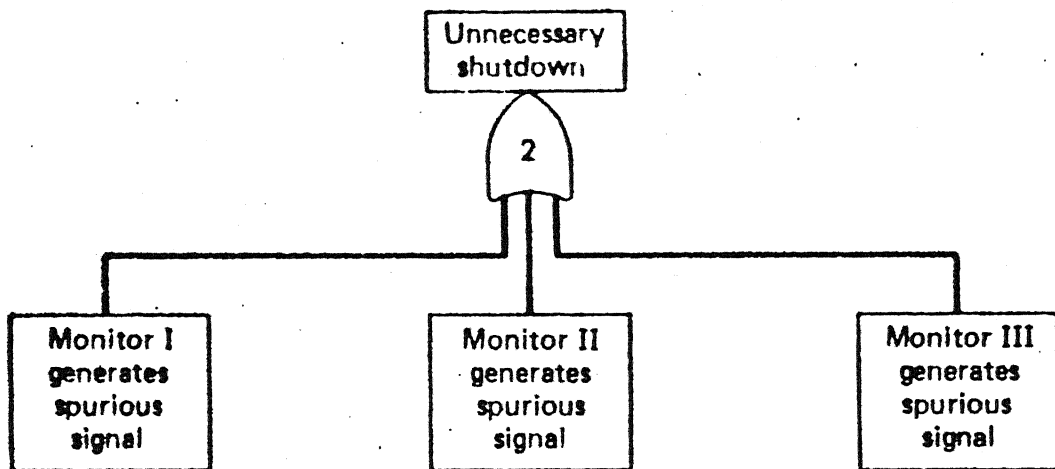 Unnecessary
shutdown
2
Monitor I
generates
spurious
signal
Monitor II
generates
spurious
signal
Monitor III
generates
spurious
signal